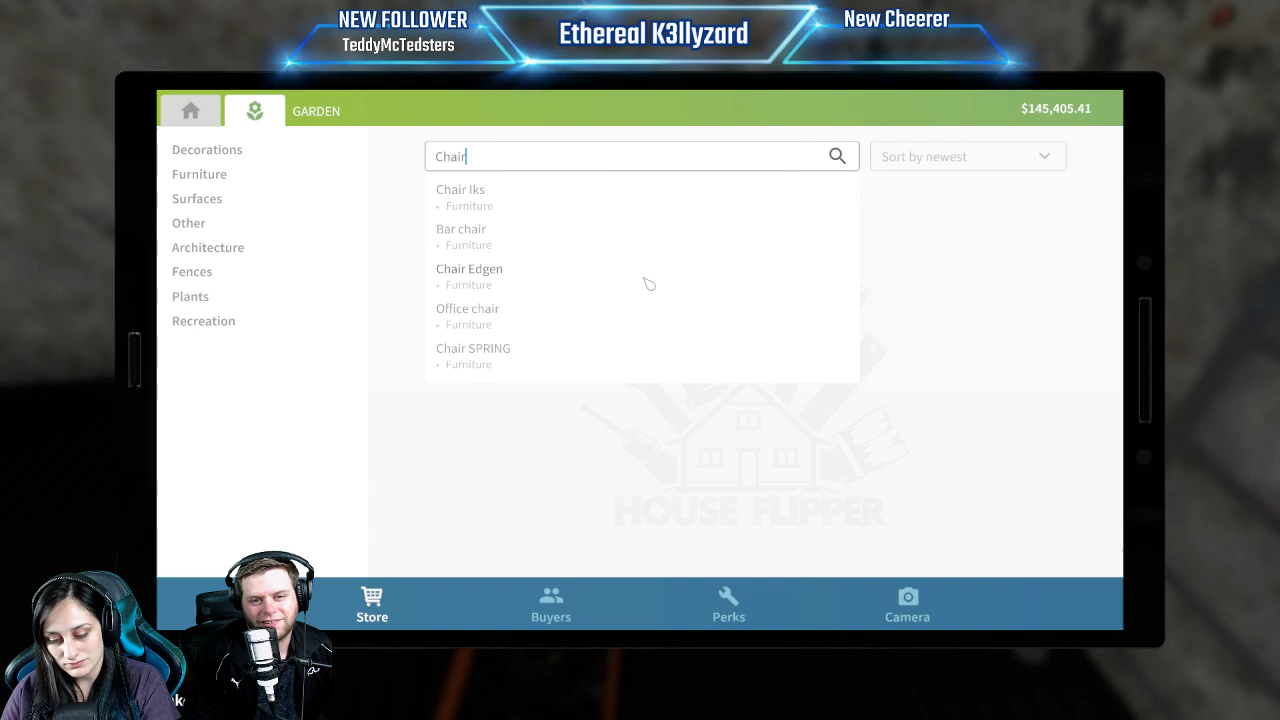 NEW FOLLOWER
TeddyMcTedsters
Ethereal K3llyzard
New Cheerer
GARDEN
$145,405.41
Decorations
Furniture
Surfaces
Other
Architecture
Fences
Plants
Recreation
Chair
Sort by newest
Chair Iks
• Furniture
Bar chair
• Furniture
Chair Edgen
• Furniture
Office chair
• Furniture
Chair SPRING
• Furniture
HOUSE FLIPPER
Store
Buyers
Perks
Camera